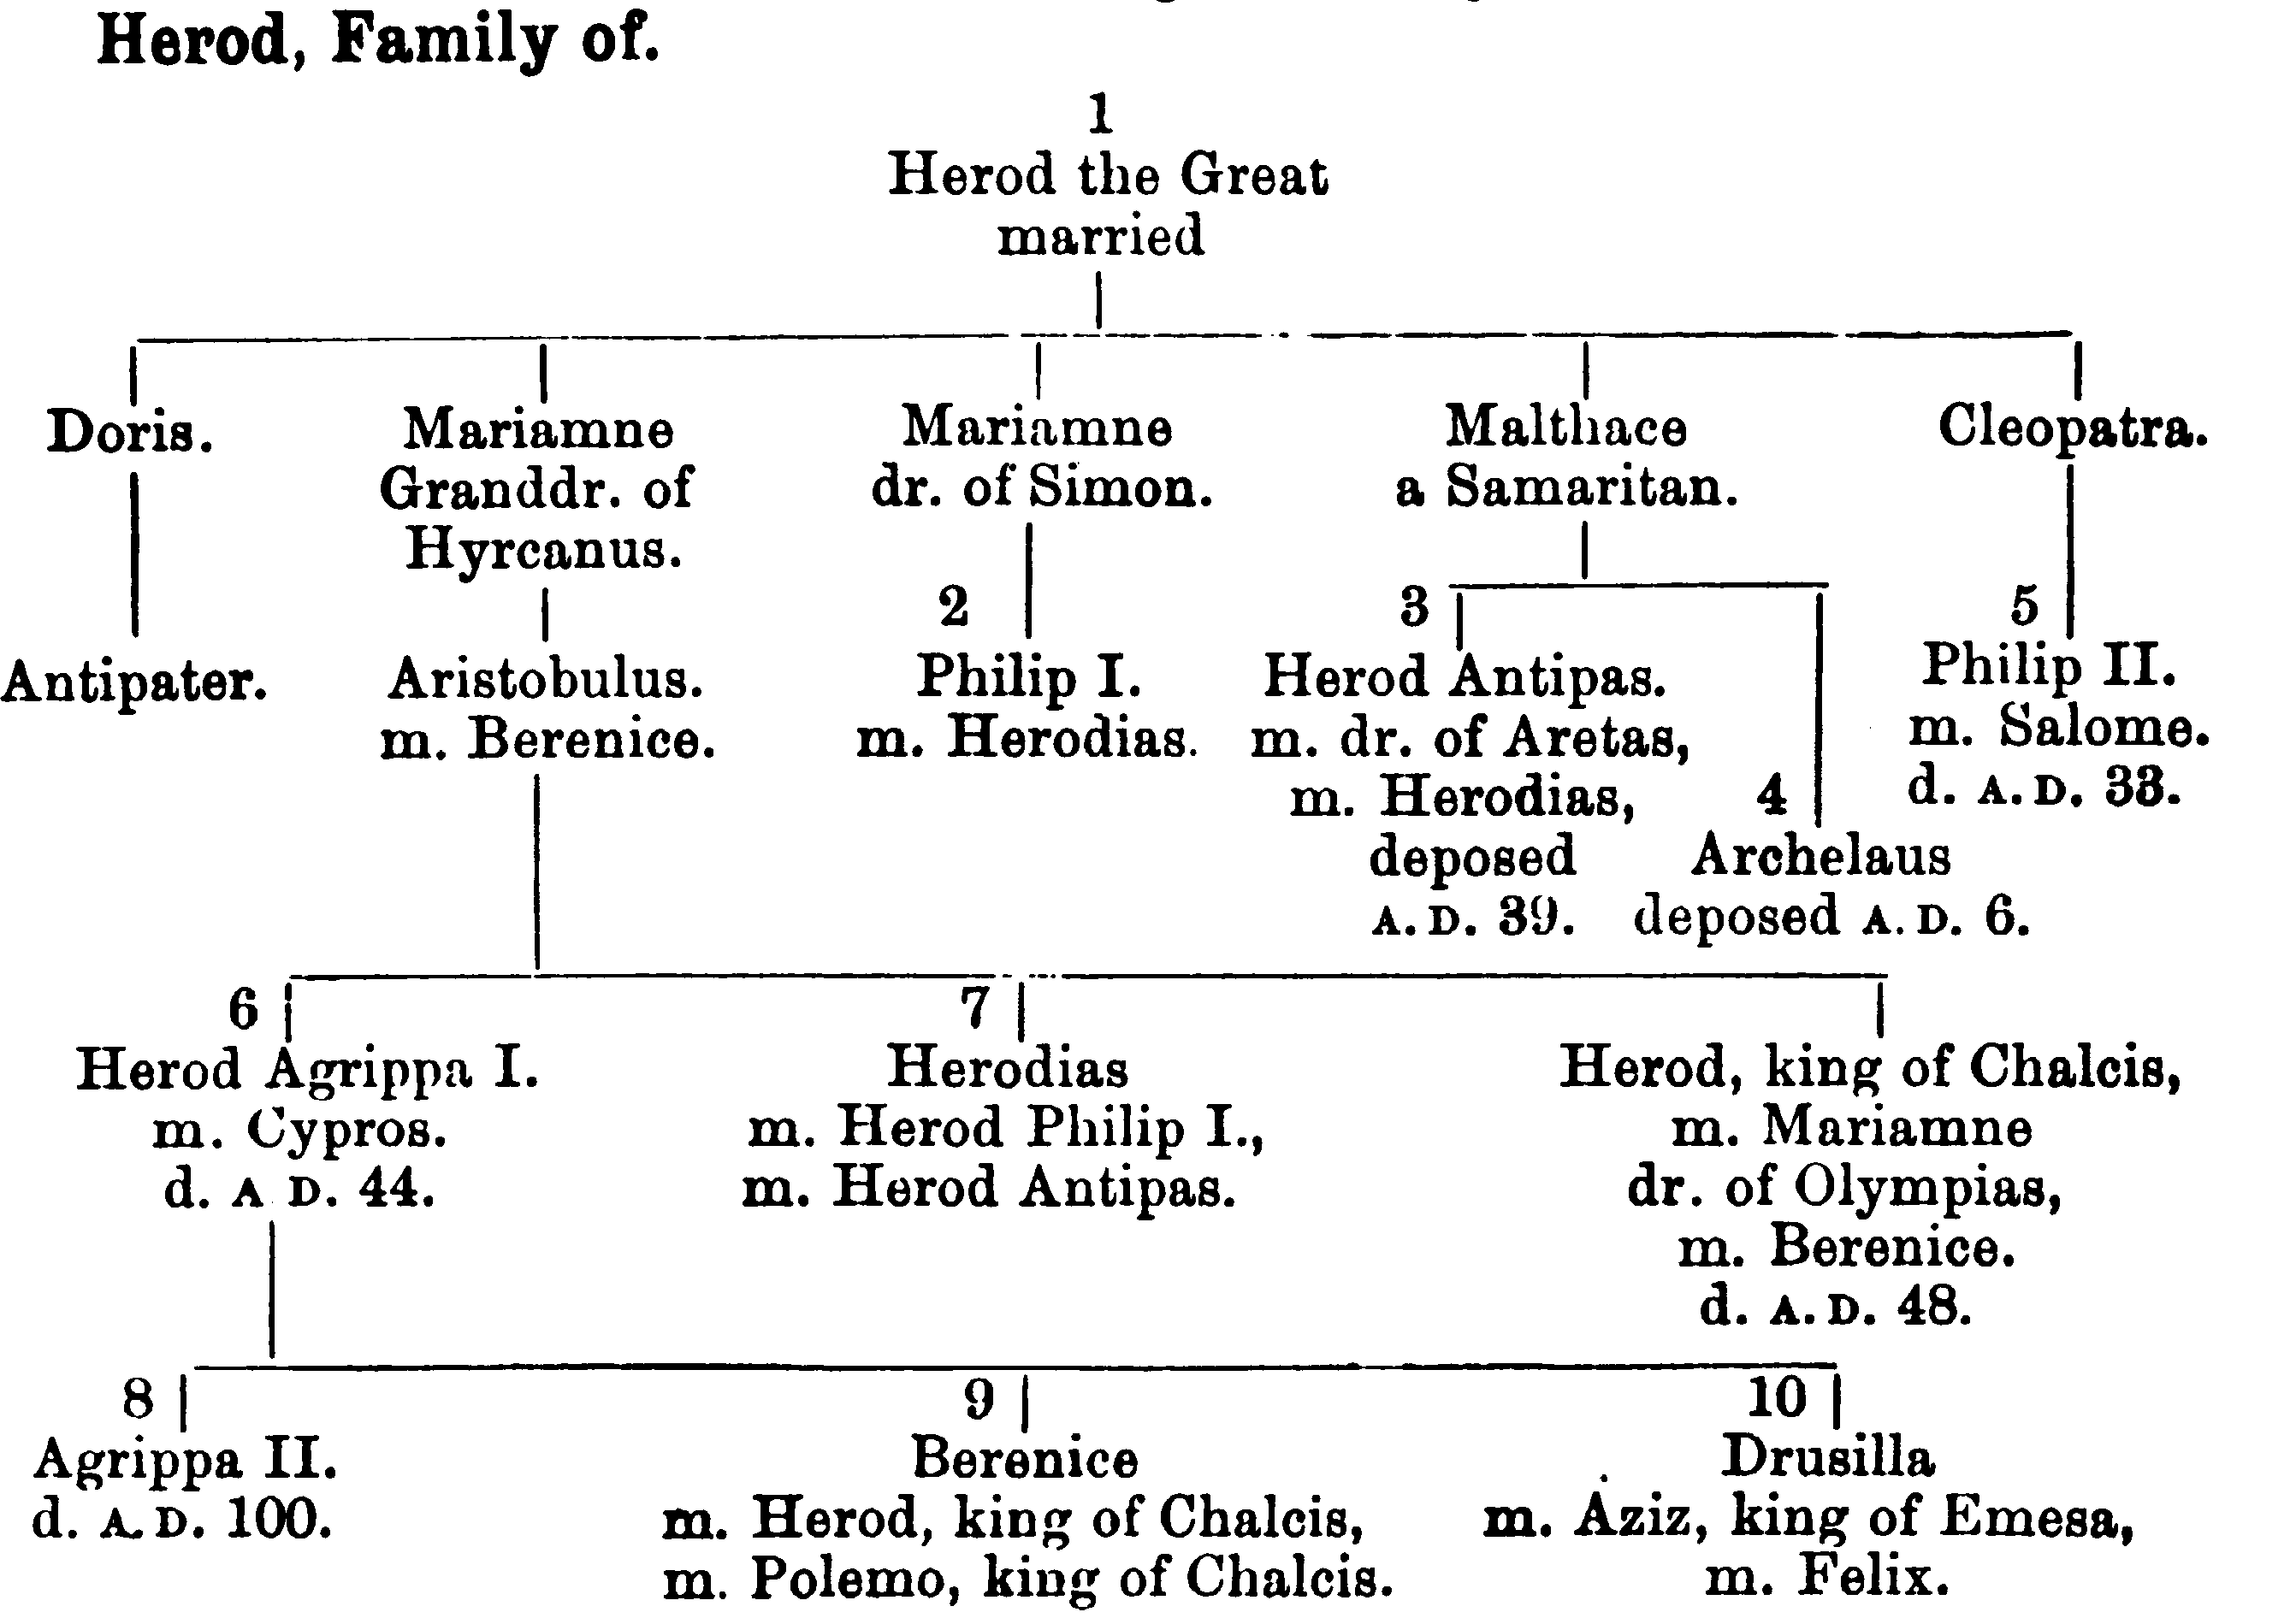 Herod, Family of.
1
Herod the Great
married
Doris.
Mariamne
Granddr. of
Hyrcanus.
Mariamne
dr. of Simon.
Malthace
a Samaritan.
Cleopatra.
Antipater.
Aristobulus.
m. Berenice.
2
Philip I.
m. Herodias.
3
Herod Antipas.
m. dr. of Aretas,
m. Herodias,
deposed
A.D. 39.
4
Archelaus
deposed A.D. 6.
5
Philip II.
m. Salome.
d. A.D. 33.
6
Herod Agrippa I.
m. Cypros.
d. A D. 44.
7
Herodias
m. Herod Philip I.,
m. Herod Antipas.
Herod, king of Chalcis,
m. Mariamne
dr. of Olympias,
m. Berenice.
d. A.D. 48.
8
Agrippa II.
d. A.D. 100.
9
Berenice
m. Herod, king of Chalcis,
m. Polemo, king of Chalcis.
10
Drusilla
m. Aziz, king of Emesa,
m. Felix.